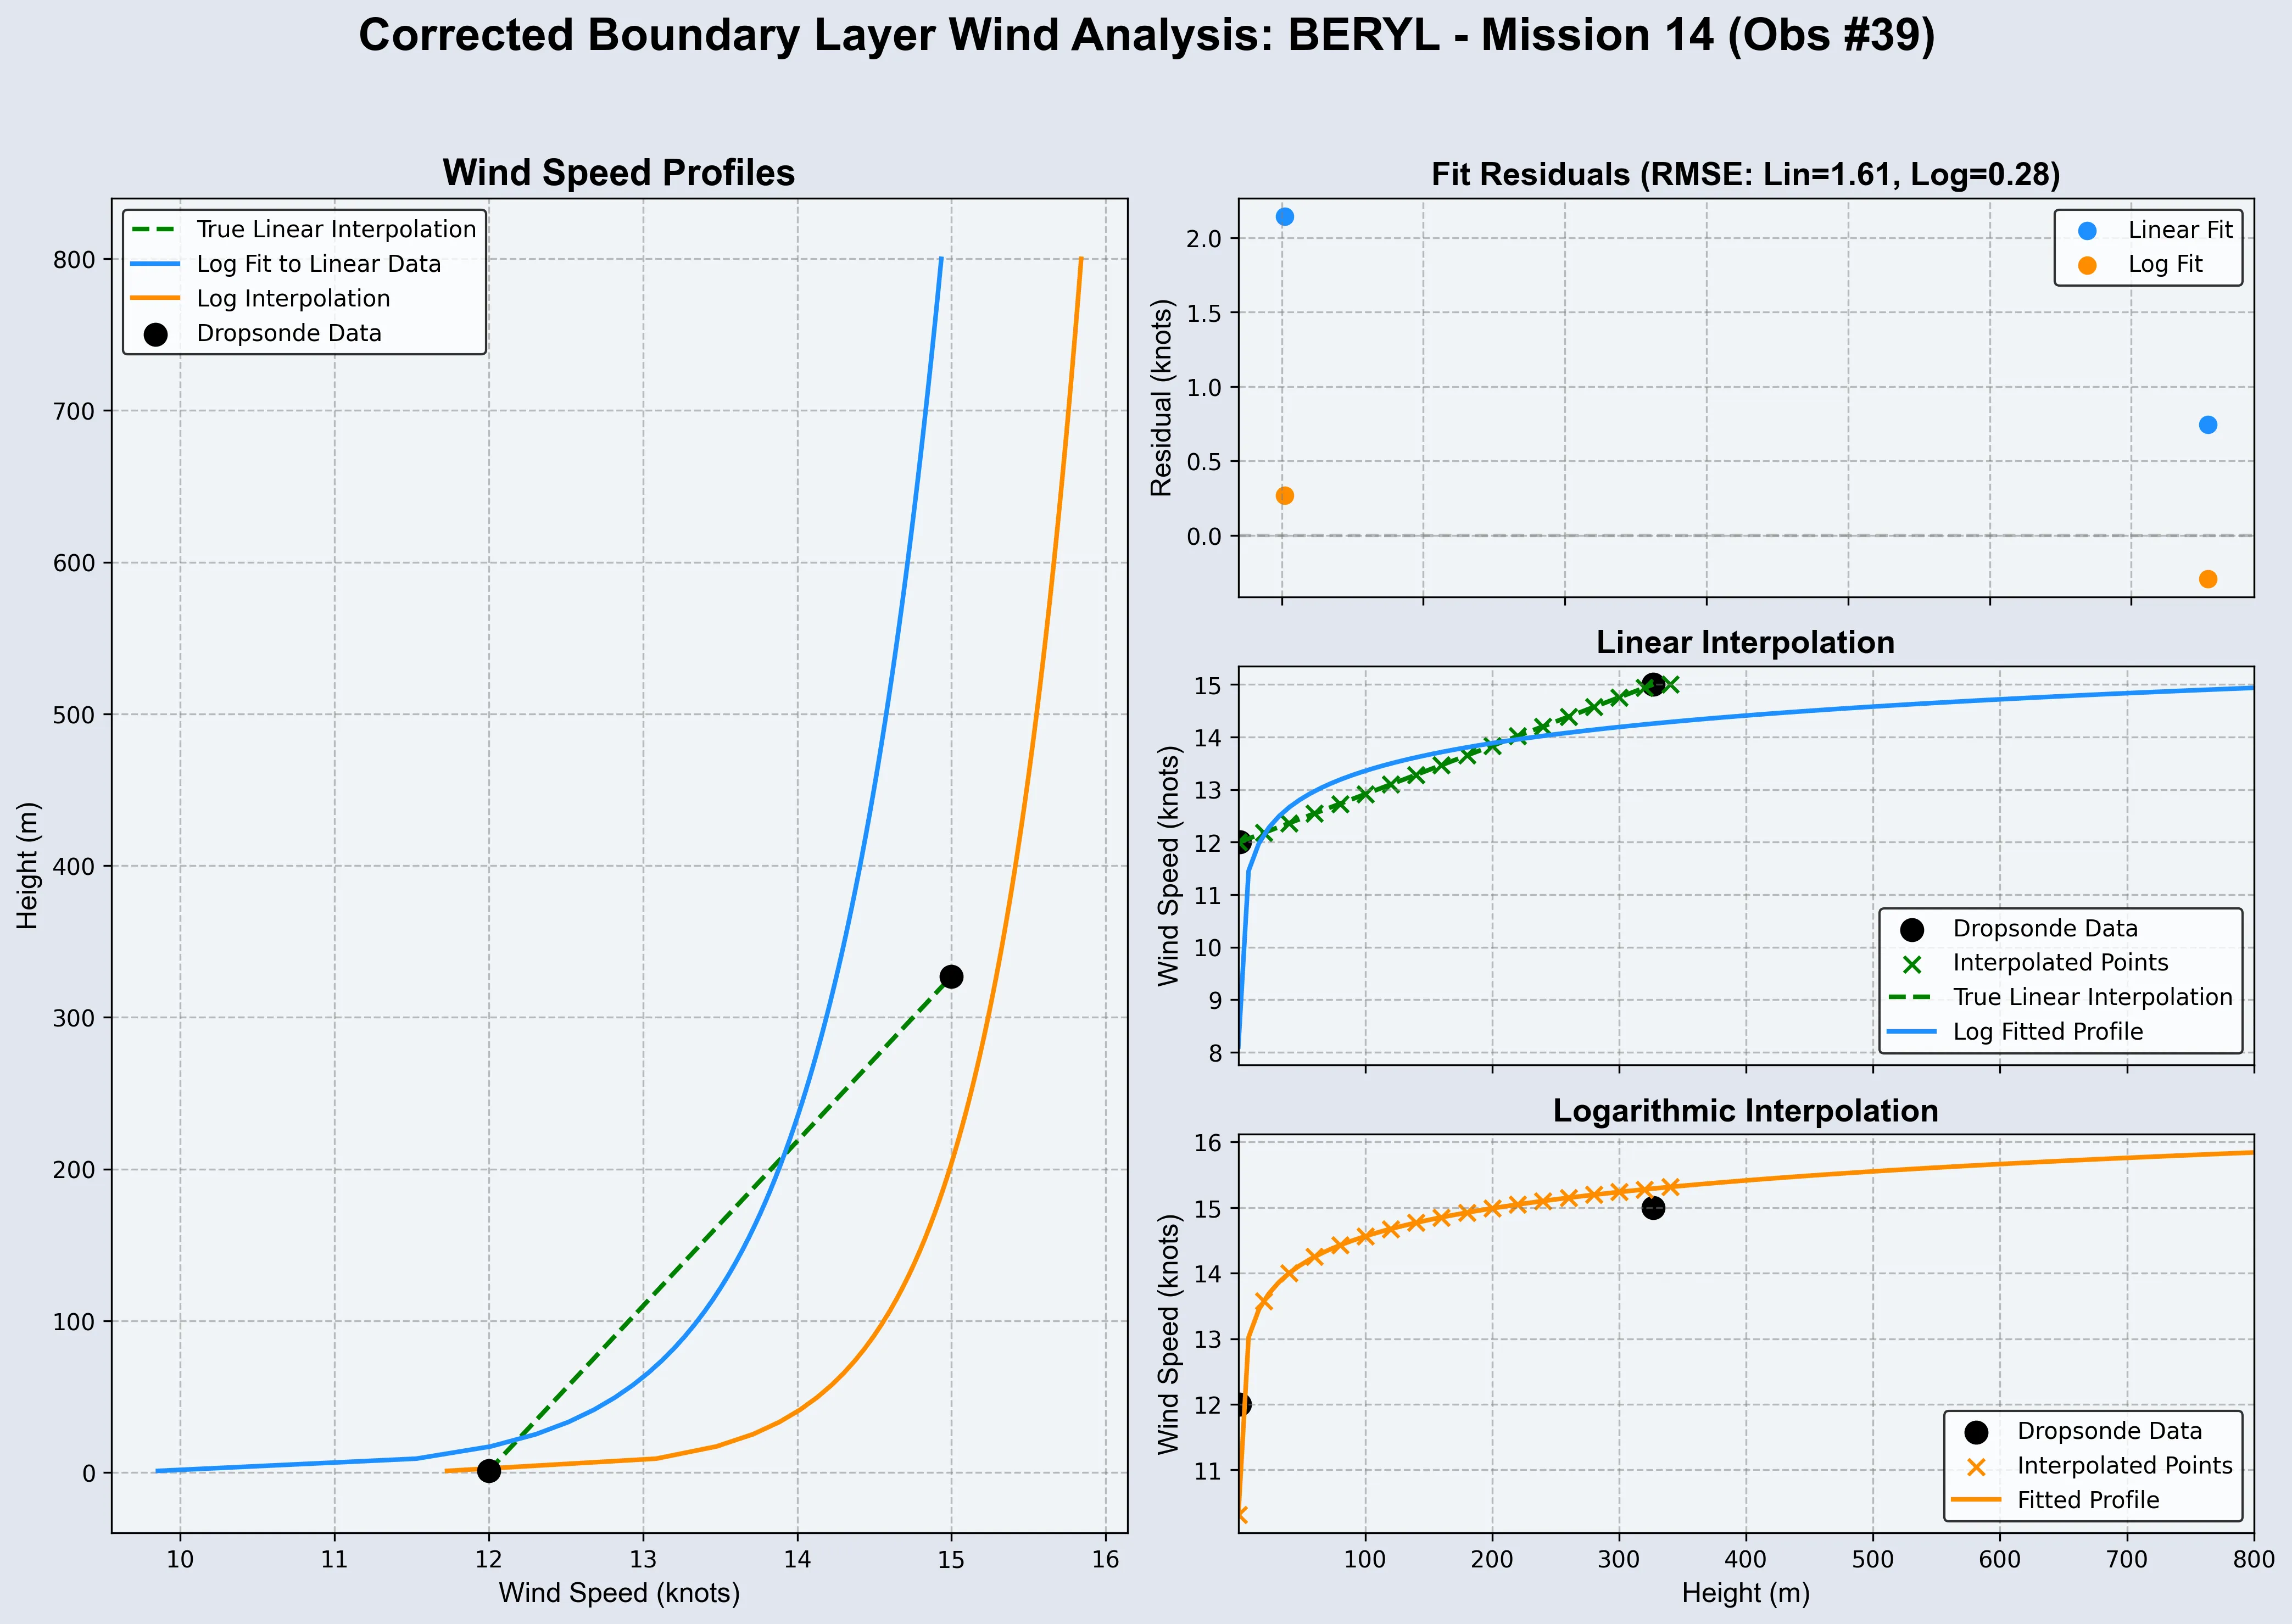 Corrected Boundary Layer Wind Analysis: BERYL - Mission 14 (Obs #39)
Wind Speed Profiles
True Linear Interpolation
Log Fit to Linear Data
Log Interpolation
Dropsonde Data
800
700
600
500
400
300
200
100
0
Height (m)
10 11 12 13 14 15 16
Wind Speed (knots)
Fit Residuals (RMSE: Lin=1.61, Log=0.28)
Linear Fit
Log Fit
2.0
1.5
1.0
0.5
0.0
Residual (knots)
Linear Interpolation
15
14
13
12
11
10
9
8
Wind Speed (knots)
Dropsonde Data
Interpolated Points
True Linear Interpolation
Log Fitted Profile
Logarithmic Interpolation
16
15
14
13
12
11
Wind Speed (knots)
Dropsonde Data
Interpolated Points
Fitted Profile
100 200 300 400 500 600 700 800
Height (m)